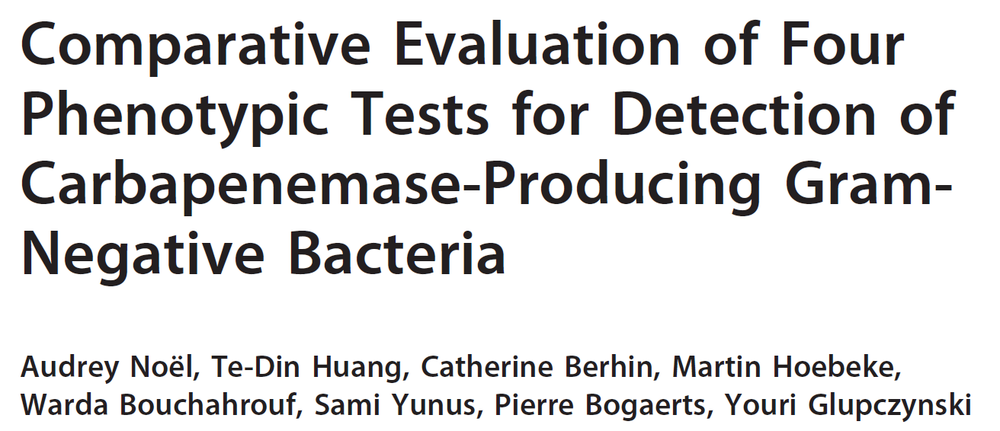 Comparative Evaluation of Four
Phenotypic Tests for Detection of
Carbapenemase-Producing Gram-
Negative Bacteria
Audrey Noël, Te-Din Huang, Catherine Berhin, Martin Hoebeke,
Warda Bouchahrouf, Sami Yunus, Pierre Bogaerts, Youri Glupczynski